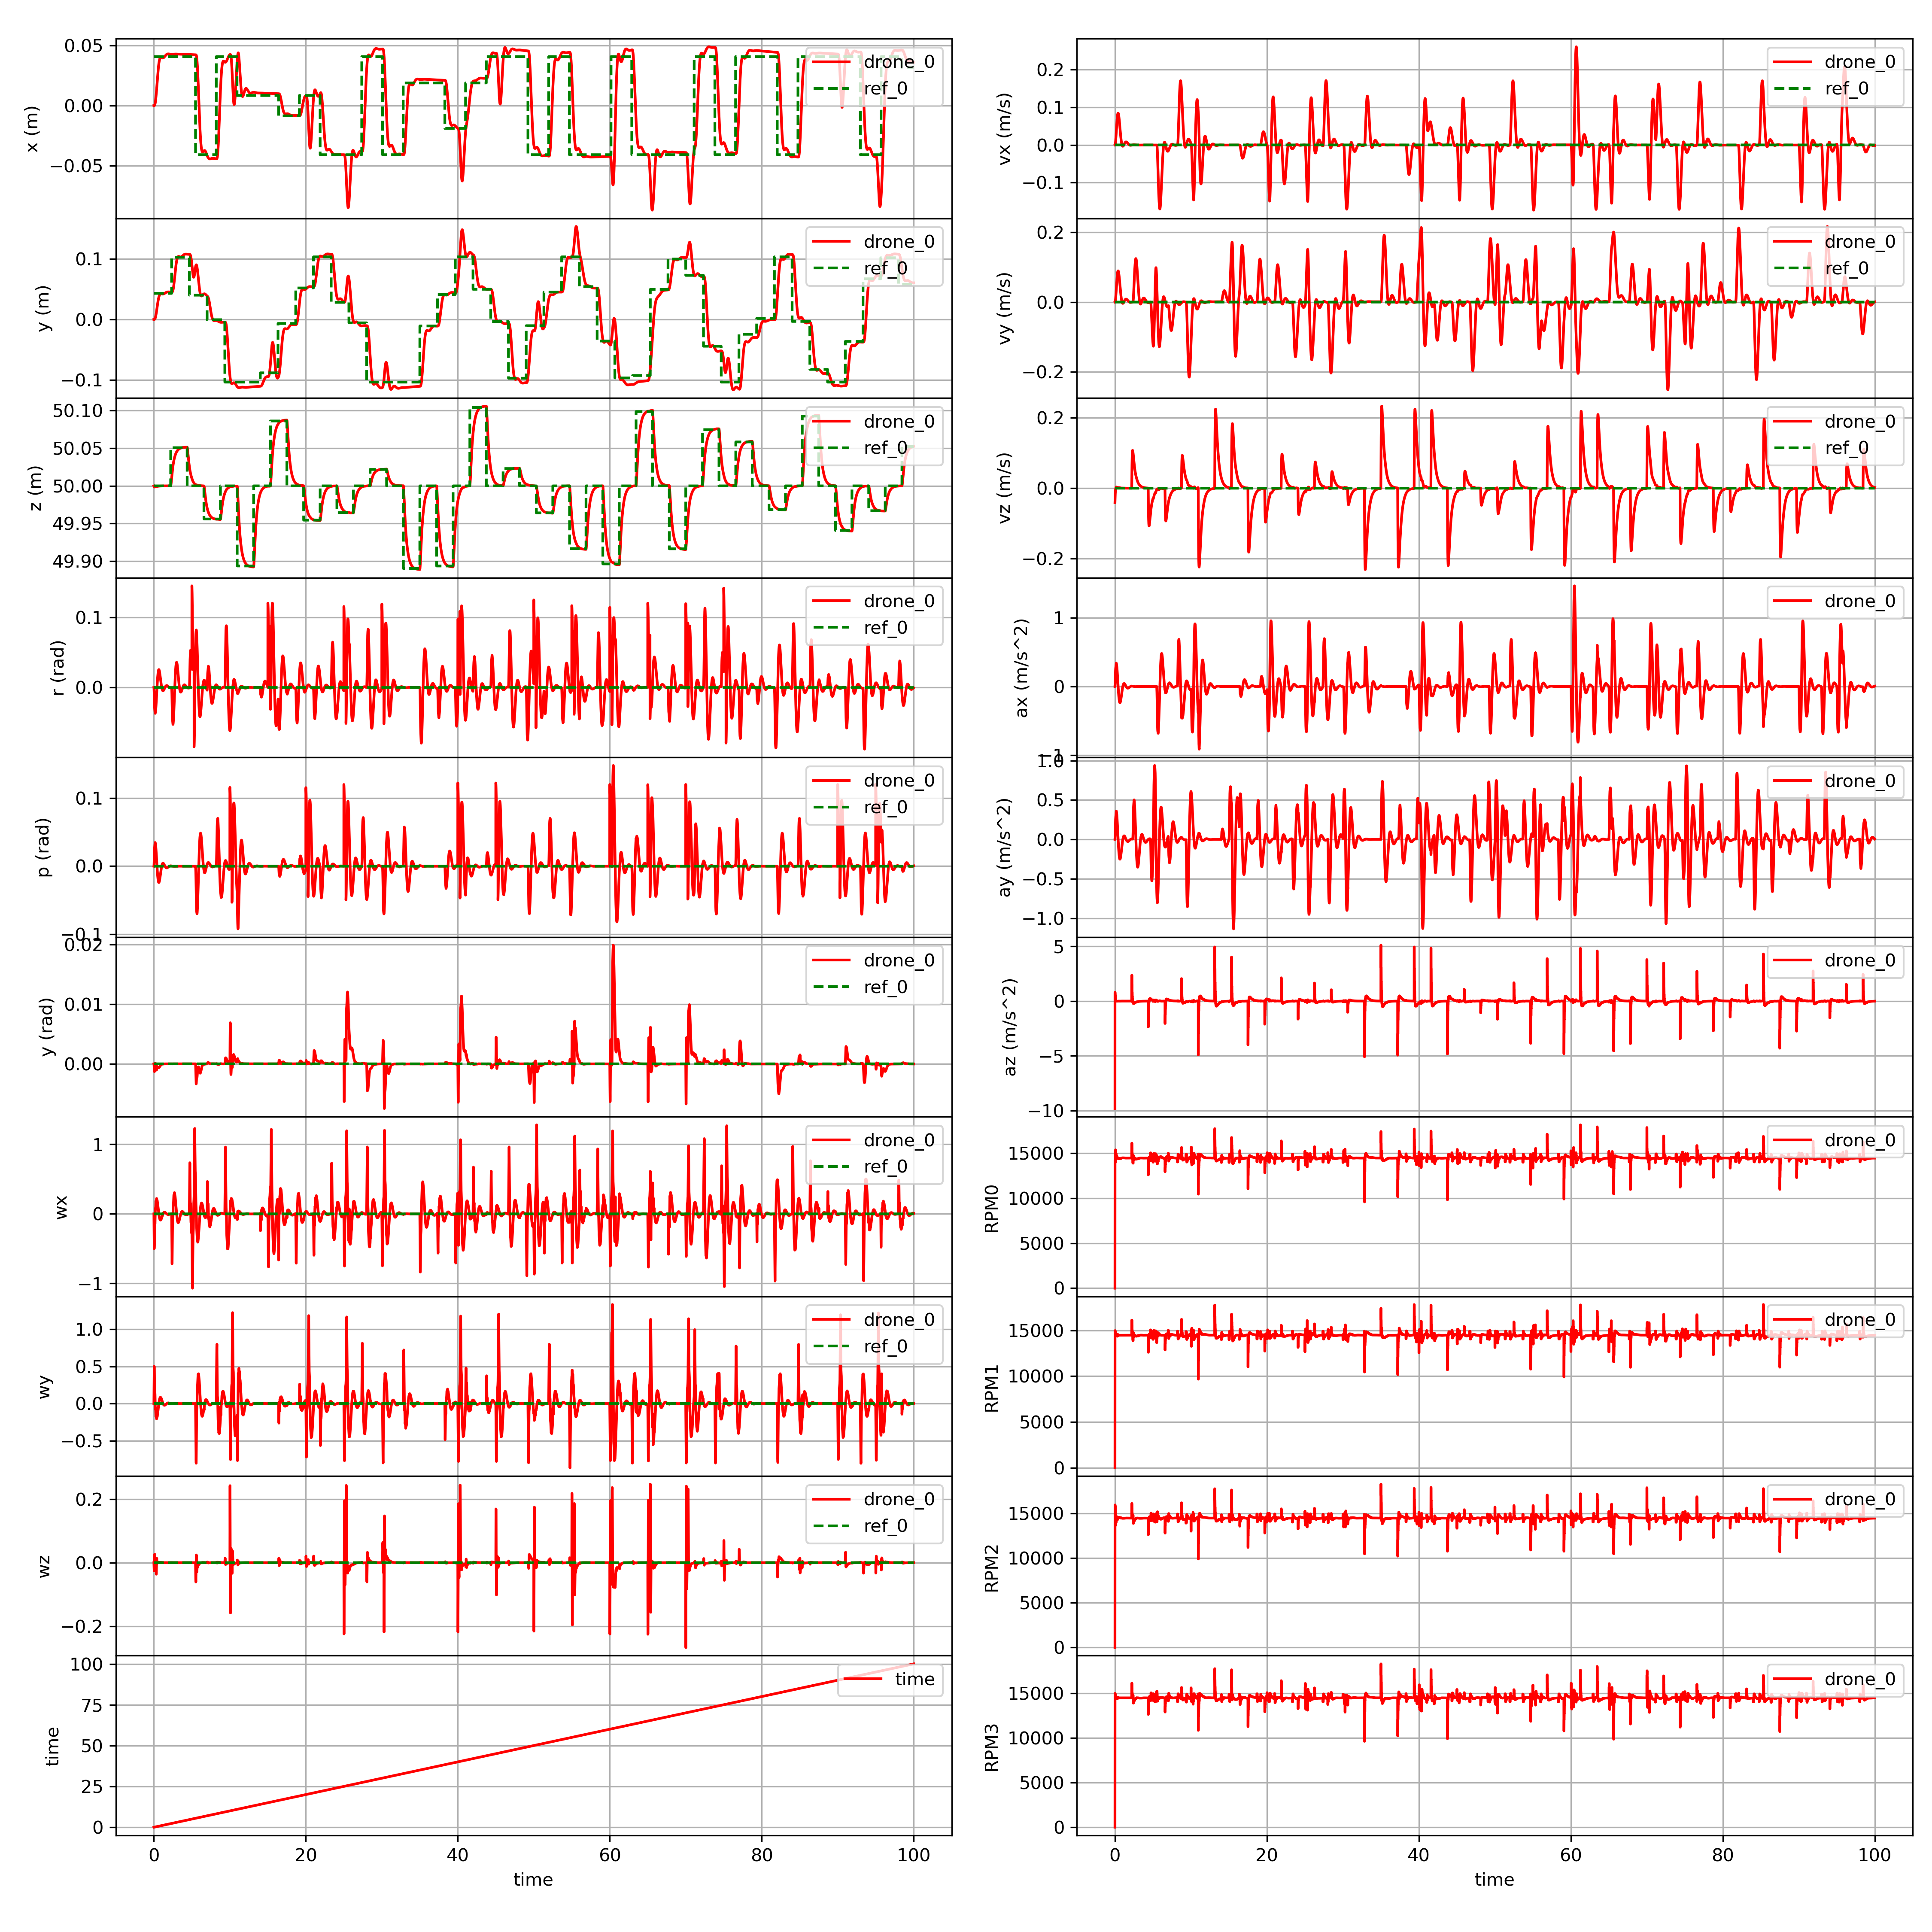 x (m)
0.05
0.00
−0.05
drone_0
ref_0
y (m)
0.1
0.0
−0.1
drone_0
ref_0
z (m)
50.10
50.05
50.00
49.95
49.90
drone_0
ref_0
r (rad)
0.1
0.0
drone_0
ref_0
p (rad)
0.1
0.0
−0.1
drone_0
ref_0
y (rad)
0.02
0.01
0.00
drone_0
ref_0
wx
1
0
−1
drone_0
ref_0
wy
1.0
0.5
0.0
−0.5
drone_0
ref_0
wz
0.2
0.0
−0.2
drone_0
ref_0
time
100
75
50
25
0
time
0 20 40 60 80 100
time
vx (m/s)
0.2
0.1
0.0
−0.1
drone_0
ref_0
vy (m/s)
0.2
0.0
−0.2
drone_0
ref_0
vz (m/s)
0.2
0.0
−0.2
drone_0
ref_0
ax (m/s^2)
1
0
−1
drone_0
ay (m/s^2)
1.0
0.5
0.0
−0.5
−1.0
drone_0
az (m/s^2)
5
0
−5
−10
drone_0
RPM0
15000
10000
5000
0
drone_0
RPM1
15000
10000
5000
0
drone_0
RPM2
15000
10000
5000
0
drone_0
RPM3
15000
10000
5000
0
drone_0
0 20 40 60 80 100
time